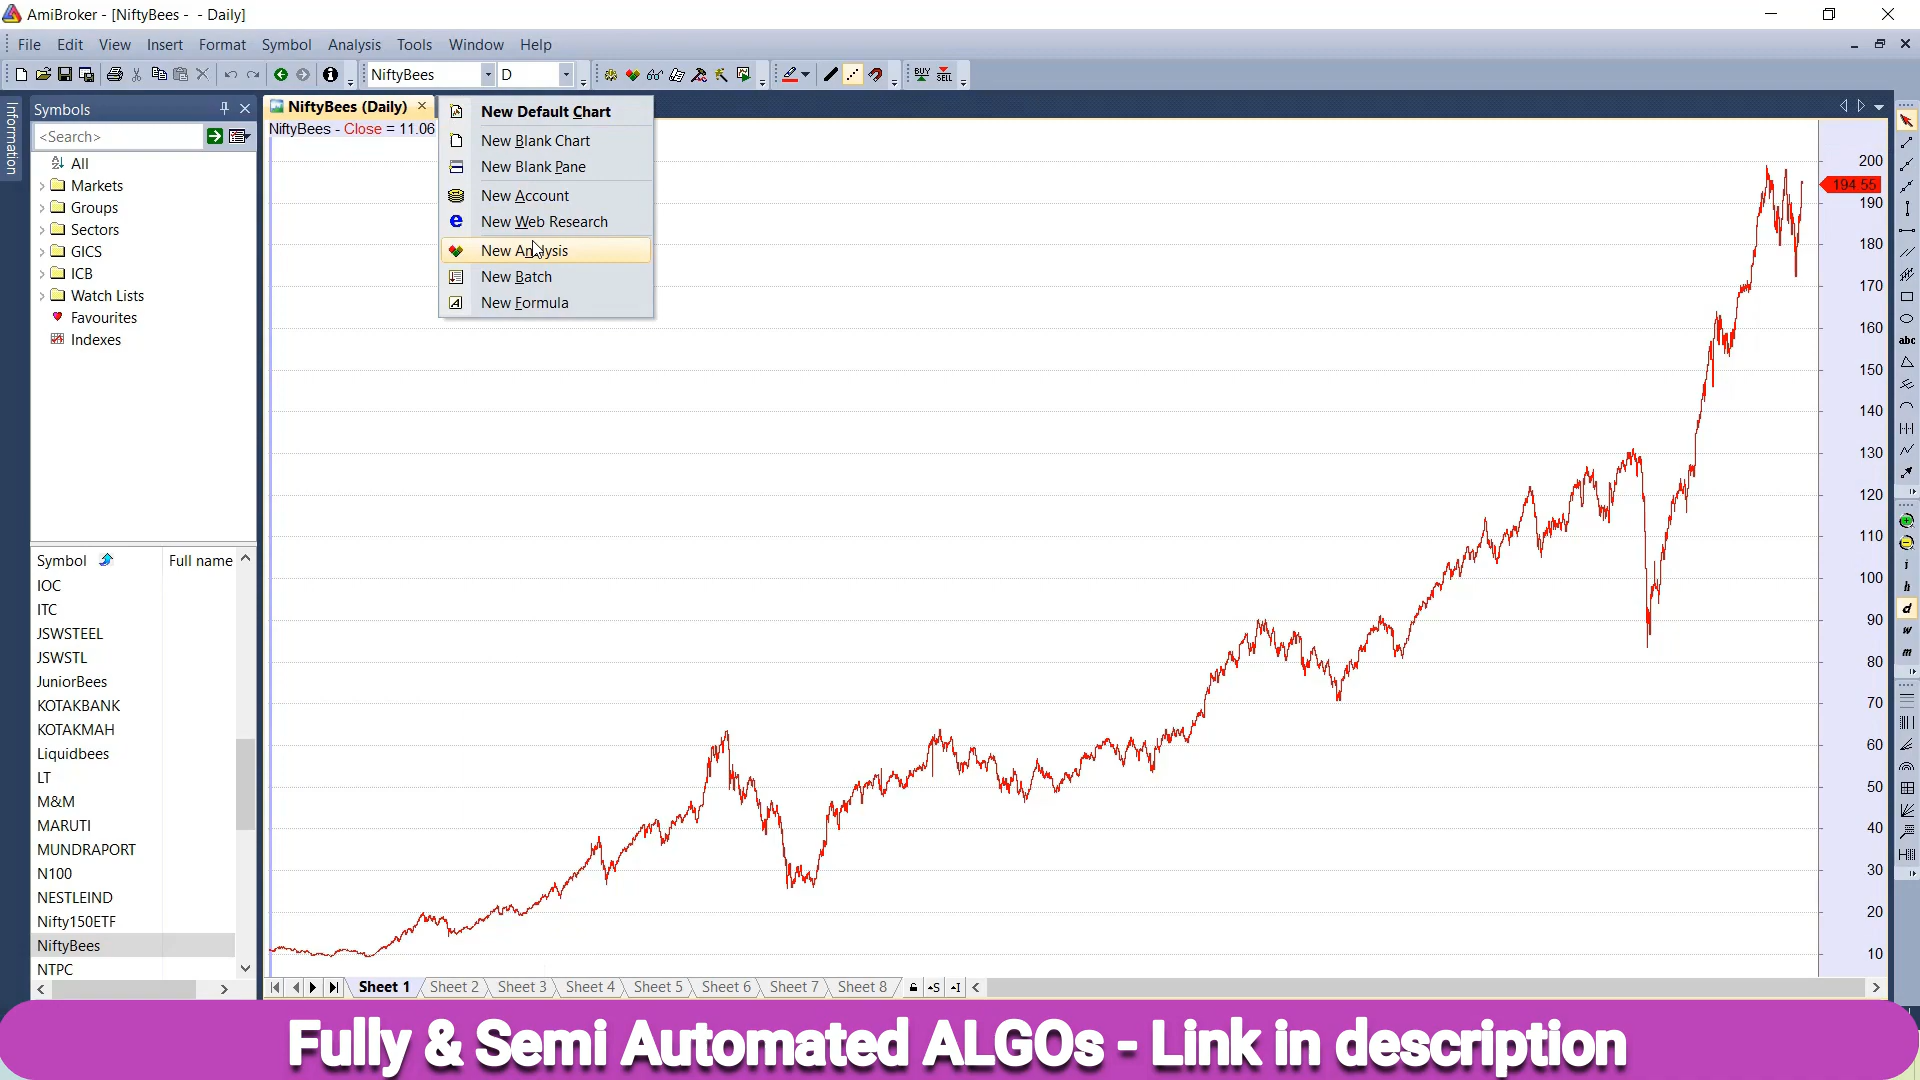 AmiBroker - [NiftyBees -  - Daily]
File Edit View Insert Format Symbol Analysis Tools Window Help
NiftyBees D BUY SELL
Information
Symbols
<Search>
All
Markets
Groups
Sectors
GICS
ICB
Watch Lists
Favourites
Indexes
Symbol Full name
IOC
ITC
JSWSTEEL
JSWSTL
JuniorBees
KOTAKBANK
KOTAKMAH
Liquidbees
LT
M&M
MARUTI
MUNDRAPORT
N100
NESTLEIND
Nifty150ETF
NiftyBees
NTPC
NiftyBees (Daily)
NiftyBees - Close = 11.06
New Default Chart
New Blank Chart
New Blank Pane
New Account
New Web Research
New Analysis
New Batch
New Formula
200
194.55
190
180
170
160
150
140
130
120
110
100
90
80
70
60
50
40
30
20
10
abc
i
h
d
w
m
Sheet 1 Sheet 2 Sheet 3 Sheet 4 Sheet 5 Sheet 6 Sheet 7 Sheet 8
Fully & Semi Automated ALGOs - Link in description